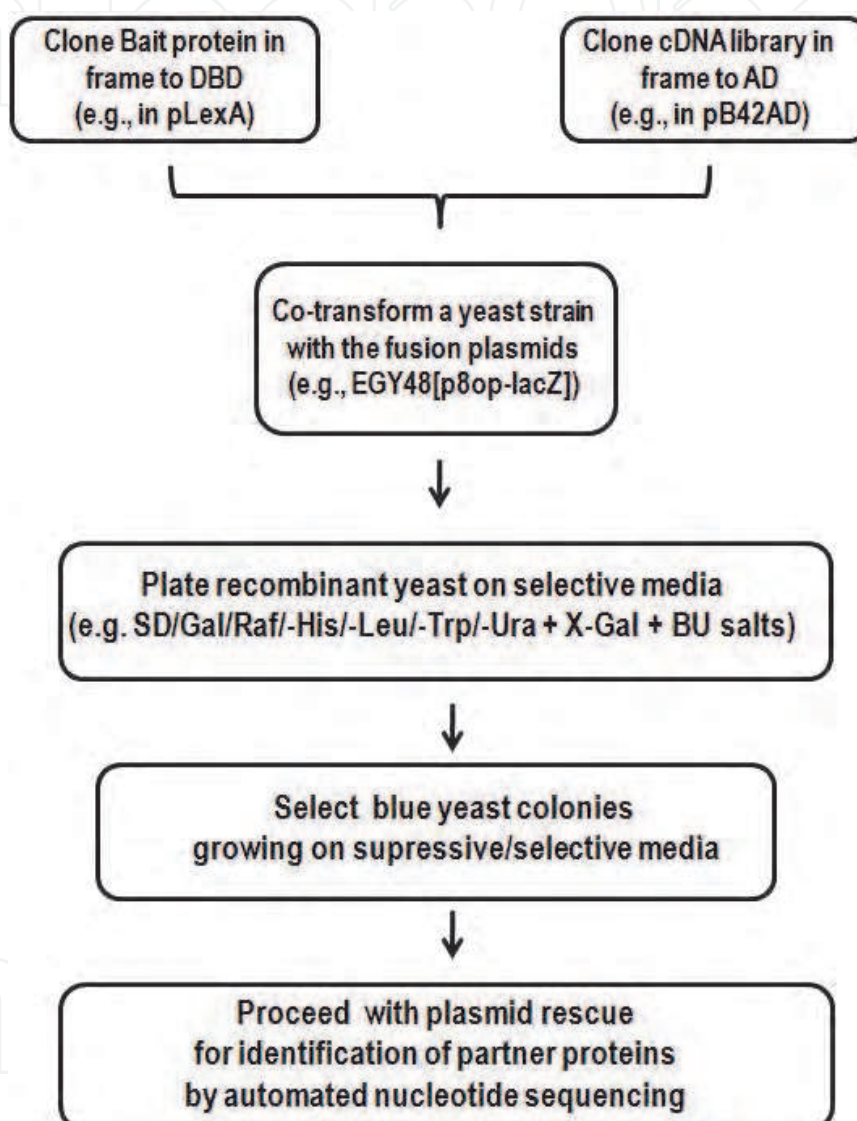 Clone Bait protein in
frame to DBD
(e.g., in pLexA)
Clone cDNA library in
frame to AD
(e.g., in pB42AD)
Co-transform a yeast strain
with the fusion plasmids
(e.g., EGY48[p8op-lacZ])
Plate recombinant yeast on selective media
(e.g. SD/Gal/Raf/-His/-Leu/-Trp/-Ura + X-Gal + BU salts)
Select blue yeast colonies
growing on supressive/selective media
Proceed with plasmid rescue
for identification of partner proteins
by automated nucleotide sequencing